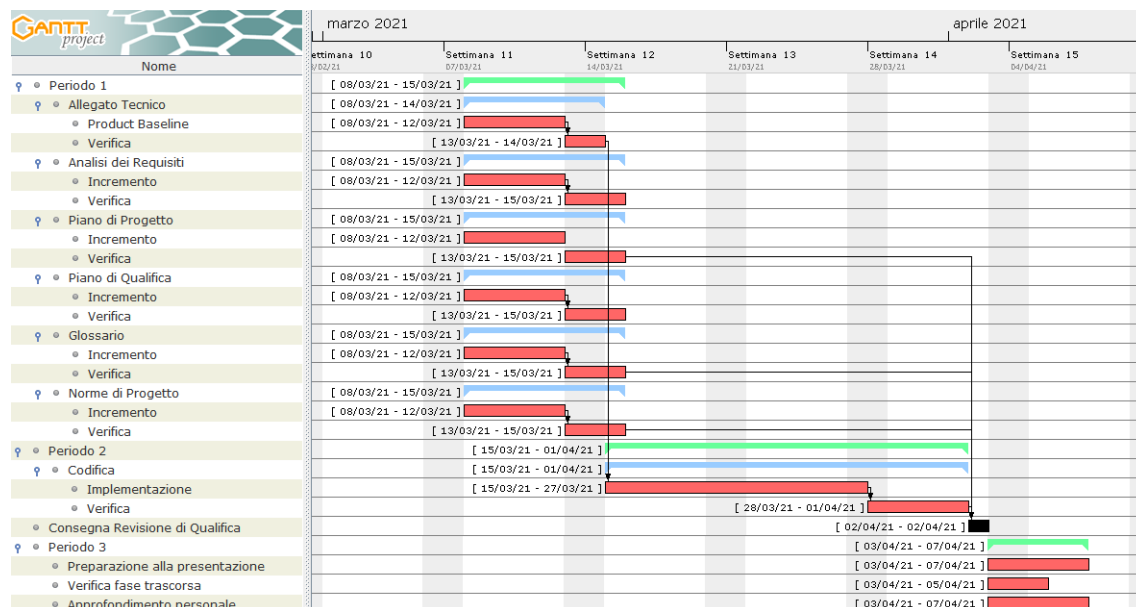 GANTT project
marzo 2021
aprile 2021
Nome
ettimana 10
Settimana 11
Settimana 12
Settimana 13
Settimana 14
Settimana 15
/02/21
07/03/21
14/03/21
21/03/21
28/03/21
04/04/21
Periodo 1 [ 08/03/21 - 15/03/21 ]
Allegato Tecnico [ 08/03/21 - 14/03/21 ]
Product Baseline [ 08/03/21 - 12/03/21 ]
Verifica [ 13/03/21 - 14/03/21 ]
Analisi dei Requisiti [ 08/03/21 - 15/03/21 ]
Incremento [ 08/03/21 - 12/03/21 ]
Verifica [ 13/03/21 - 15/03/21 ]
Piano di Progetto [ 08/03/21 - 15/03/21 ]
Incremento [ 08/03/21 - 12/03/21 ]
Verifica [ 13/03/21 - 15/03/21 ]
Piano di Qualifica [ 08/03/21 - 15/03/21 ]
Incremento [ 08/03/21 - 12/03/21 ]
Verifica [ 13/03/21 - 15/03/21 ]
Glossario [ 08/03/21 - 15/03/21 ]
Incremento [ 08/03/21 - 12/03/21 ]
Verifica [ 13/03/21 - 15/03/21 ]
Norme di Progetto [ 08/03/21 - 15/03/21 ]
Incremento [ 08/03/21 - 12/03/21 ]
Verifica [ 13/03/21 - 15/03/21 ]
Periodo 2 [ 15/03/21 - 01/04/21 ]
Codifica [ 15/03/21 - 01/04/21 ]
Implementazione [ 15/03/21 - 27/03/21 ]
Verifica [ 28/03/21 - 01/04/21 ]
Consegna Revisione di Qualifica [ 02/04/21 - 02/04/21 ]
Periodo 3 [ 03/04/21 - 07/04/21 ]
Preparazione alla presentazione [ 03/04/21 - 07/04/21 ]
Verifica fase trascorsa [ 03/04/21 - 05/04/21 ]
Approfondimento personale [ 03/04/21 - 07/04/21 ]